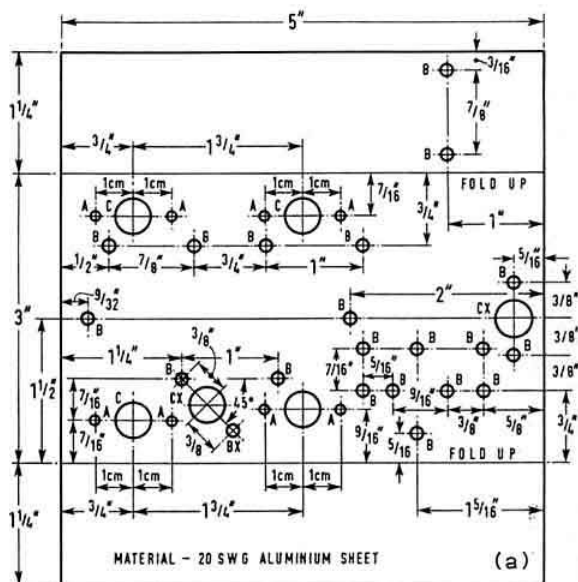 5"
B
3/16"
7/8"
B
1 1/4"
3/4"
1 3/4"
FOLD UP
1cm
1cm
1cm
1cm
7/16"
3/4"
1"
A
C
A
A
C
A
B
B
B
B
1/2"
7/8"
3/4"
1"
5/16"
B
3/8"
9/32"
2"
CX
3"
B
B
3/8"
1 1/2"
1 1/4"
3/8"
1"
B
B
B
B
3/8"
7/16"
5/16"
B
B
CX
45°
B
B
B
B
7/16"
C
A
A
A
A
9/16"
3/8"
5/8"
3/4"
7/16"
3/8
BX
9/16"
5/16
B
FOLD UP
1cm
1cm
1cm
1cm
1 1/4"
3/4"
1 3/4"
1 5/16"
MATERIAL - 20 SWG ALUMINIUM SHEET
(a)